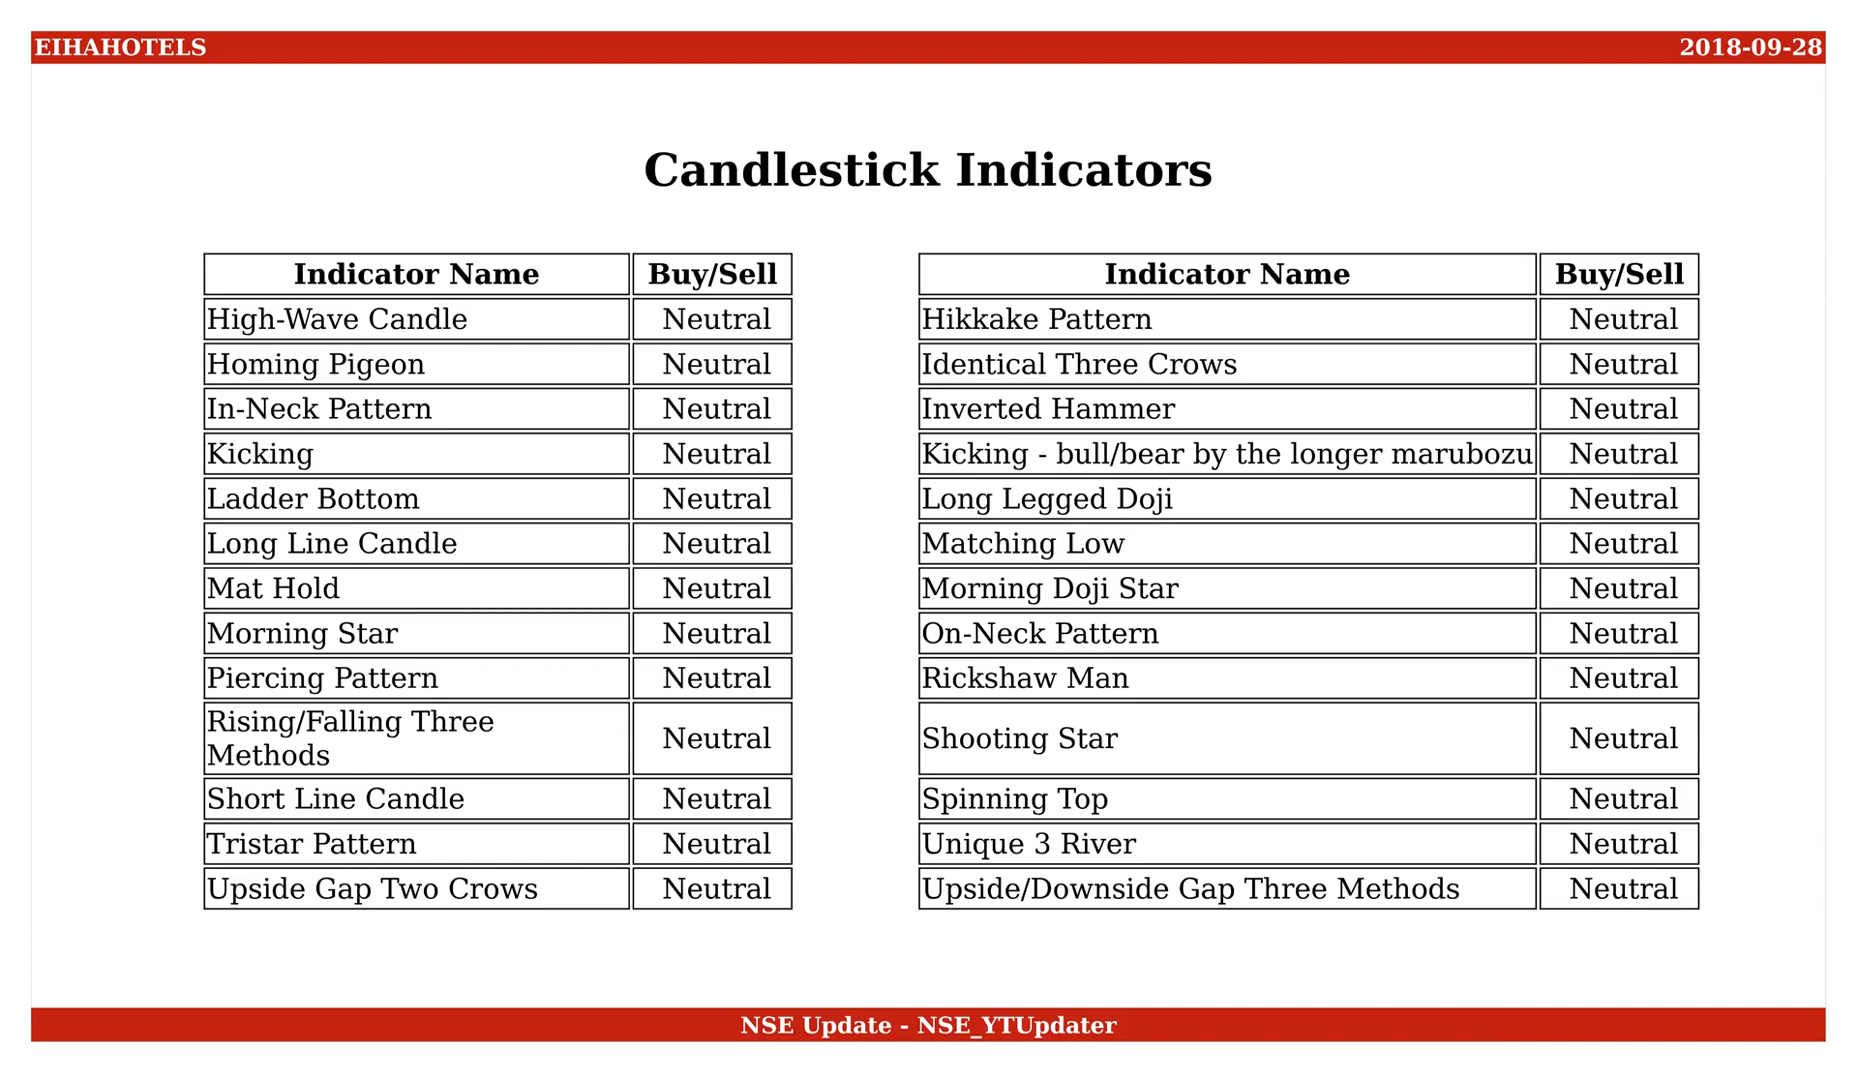 EIHAHOTELS
2018-09-28
Candlestick Indicators
Indicator Name Buy/Sell
High-Wave Candle Neutral
Homing Pigeon Neutral
In-Neck Pattern Neutral
Kicking Neutral
Ladder Bottom Neutral
Long Line Candle Neutral
Mat Hold Neutral
Morning Star Neutral
Piercing Pattern Neutral
Rising/Falling Three
Methods Neutral
Short Line Candle Neutral
Tristar Pattern Neutral
Upside Gap Two Crows Neutral
Indicator Name Buy/Sell
Hikkake Pattern Neutral
Identical Three Crows Neutral
Inverted Hammer Neutral
Kicking - bull/bear by the longer marubozu Neutral
Long Legged Doji Neutral
Matching Low Neutral
Morning Doji Star Neutral
On-Neck Pattern Neutral
Rickshaw Man Neutral
Shooting Star Neutral
Spinning Top Neutral
Unique 3 River Neutral
Upside/Downside Gap Three Methods Neutral
NSE Update - NSE_YTUpdater